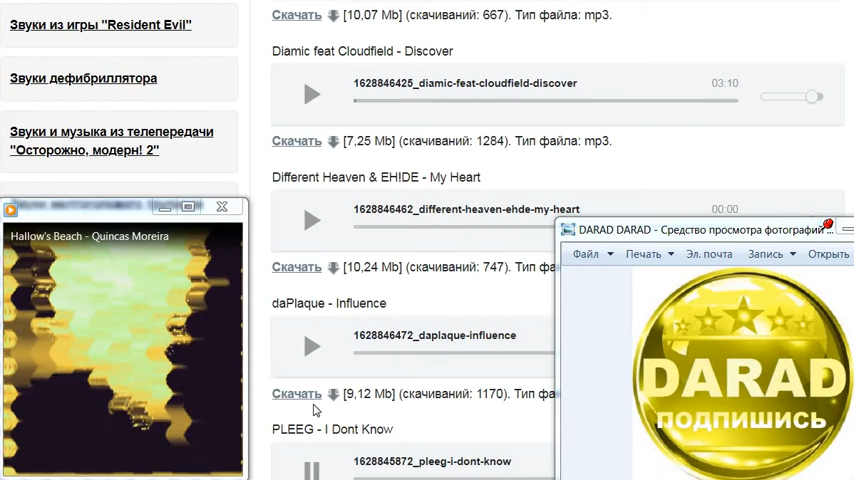 Звуки из игры "Resident Evil"
Звуки дефибриллятора
Звуки и музыка из телепередачи
"Осторожно, модерн! 2"
Скачать [10,07 Mb] (скачиваний: 667). Тип файла: mp3.
Diamic feat Cloudfield - Discover
1628846425_diamic-feat-cloudfield-discover 03:10
Скачать [7,25 Mb] (скачиваний: 1284). Тип файла: mp3.
Different Heaven & EH!DE - My Heart
1628846462_different-heaven-ehde-my-heart 00:00
Скачать [10,24 Mb] (скачиваний: 747). Тип фа
daPlaque - Influence
1628846472_daplaque-influence
Скачать [9,12 Mb] (скачиваний: 1170). Тип фа
PLEEG - I Dont Know
1628845872_pleeg-i-dont-know
Hallow's Beach - Quincas Moreira
DARAD DARAD - Средство просмотра фотографий ...
Файл Печать Эл. почта Запись Открыть
DARAD
подпишись